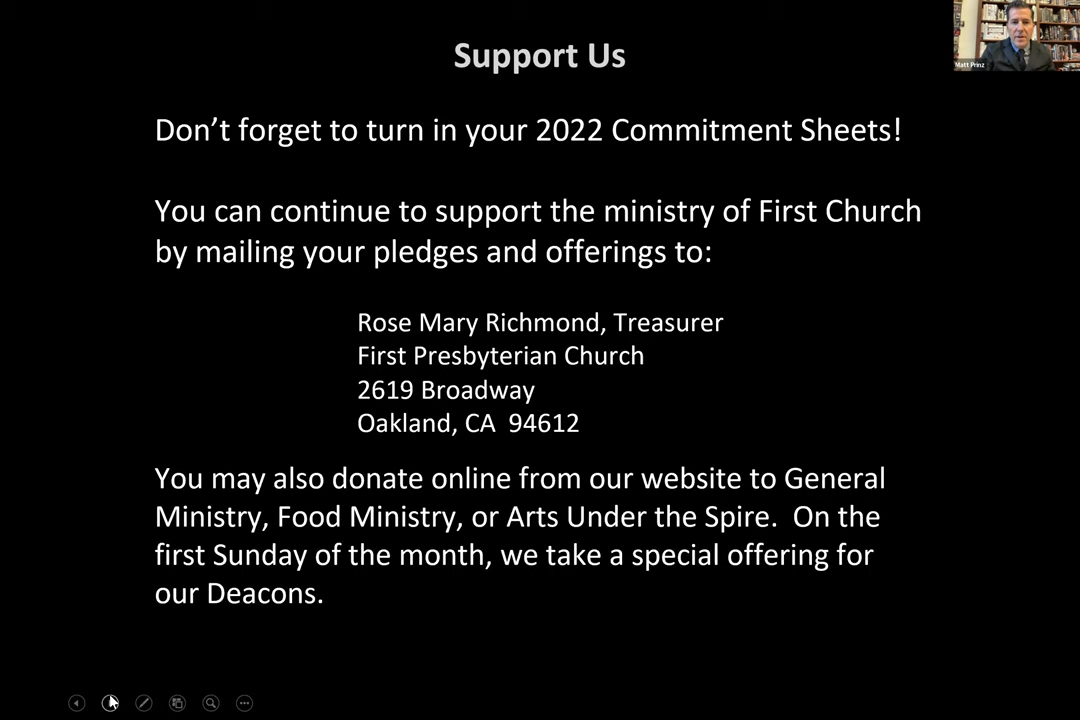 Support Us
Matt Prinz
Don’t forget to turn in your 2022 Commitment Sheets!
You can continue to support the ministry of First Church
by mailing your pledges and offerings to:
Rose Mary Richmond, Treasurer
First Presbyterian Church
2619 Broadway
Oakland, CA  94612
You may also donate online from our website to General
Ministry, Food Ministry, or Arts Under the Spire.  On the
first Sunday of the month, we take a special offering for
our Deacons.